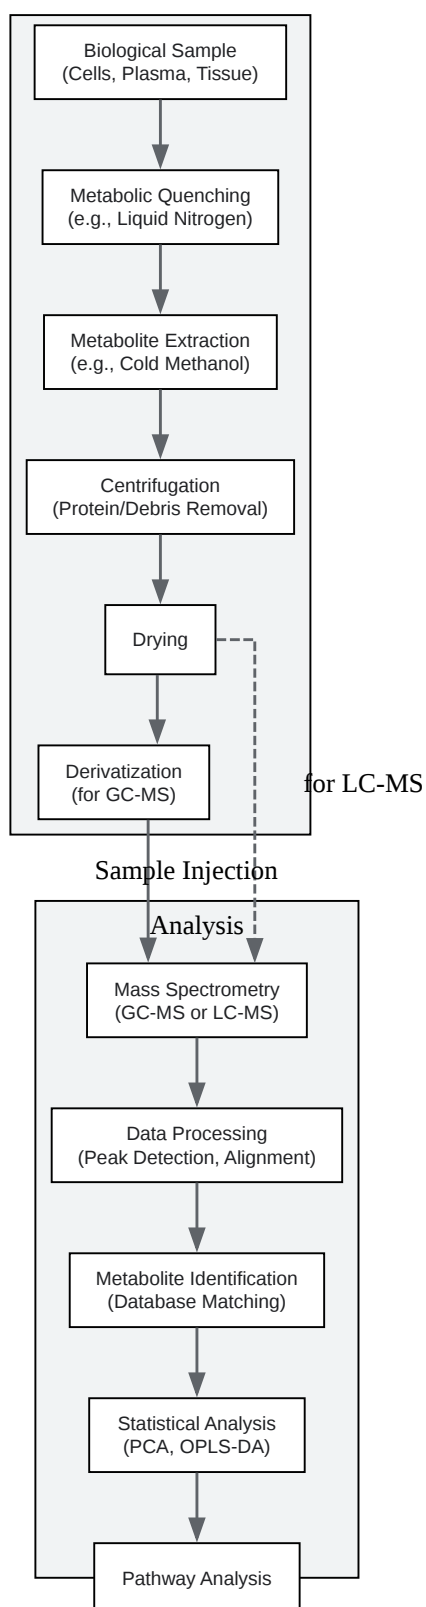 Biological Sample
(Cells, Plasma, Tissue)
Metabolic Quenching
(e.g., Liquid Nitrogen)
Metabolite Extraction
(e.g., Cold Methanol)
Centrifugation
(Protein/Debris Removal)
Drying
Derivatization
(for GC-MS)
for LC-MS
Sample Injection
Analysis
Mass Spectrometry
(GC-MS or LC-MS)
Data Processing
(Peak Detection, Alignment)
Metabolite Identification
(Database Matching)
Statistical Analysis
(PCA, OPLS-DA)
Pathway Analysis